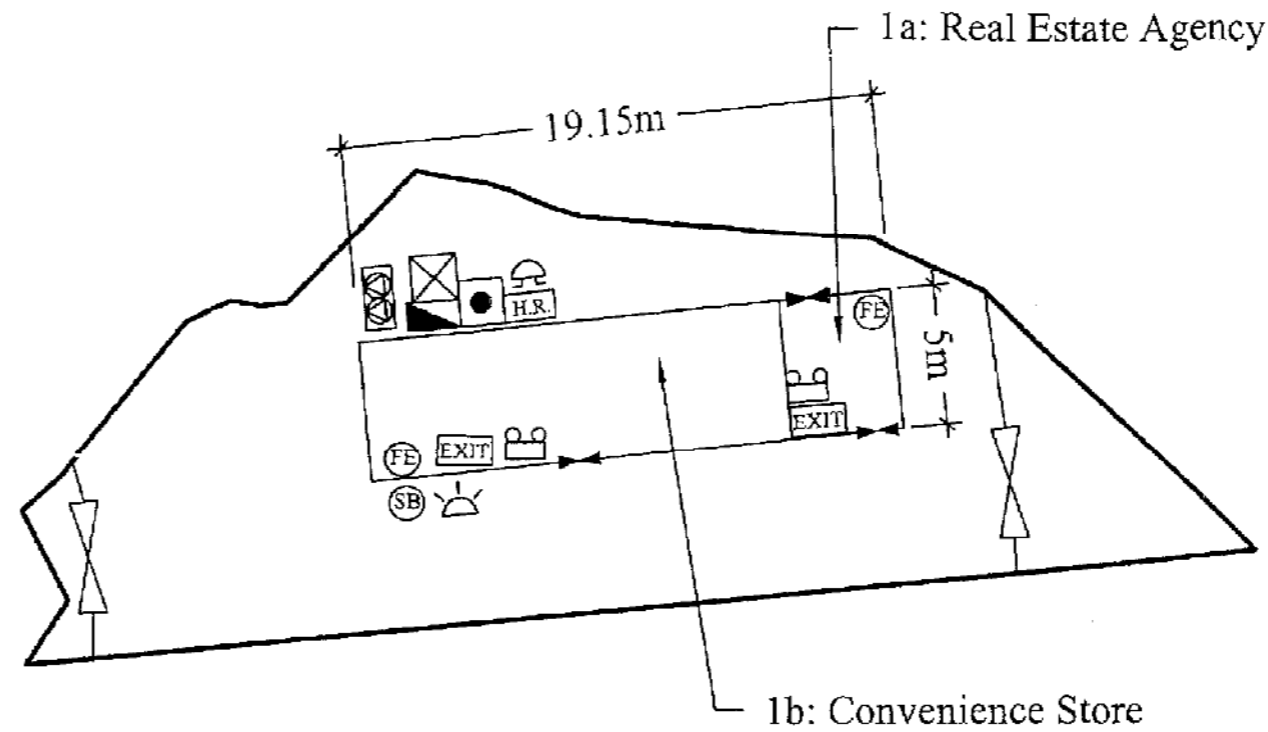 1a: Real Estate Agency
19.15m
H.R.
FE
5m
EXIT
FE
EXIT
SB
1b: Convenience Store